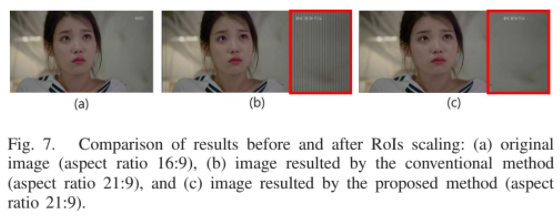 (a)
(b)
(c)
Fig. 7. Comparison of results before and after RoIs scaling: (a) original
image (aspect ratio 16:9), (b) image resulted by the conventional method
(aspect ratio 21:9), and (c) image resulted by the proposed method (aspect
ratio 21:9).